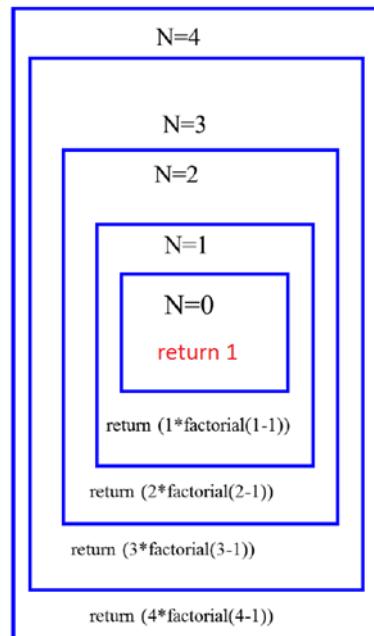 N=4
N=3
N=2
N=1
N=0
return 1
return (1*factorial(1-1))
return (2*factorial(2-1))
return (3*factorial(3-1))
return (4*factorial(4-1))